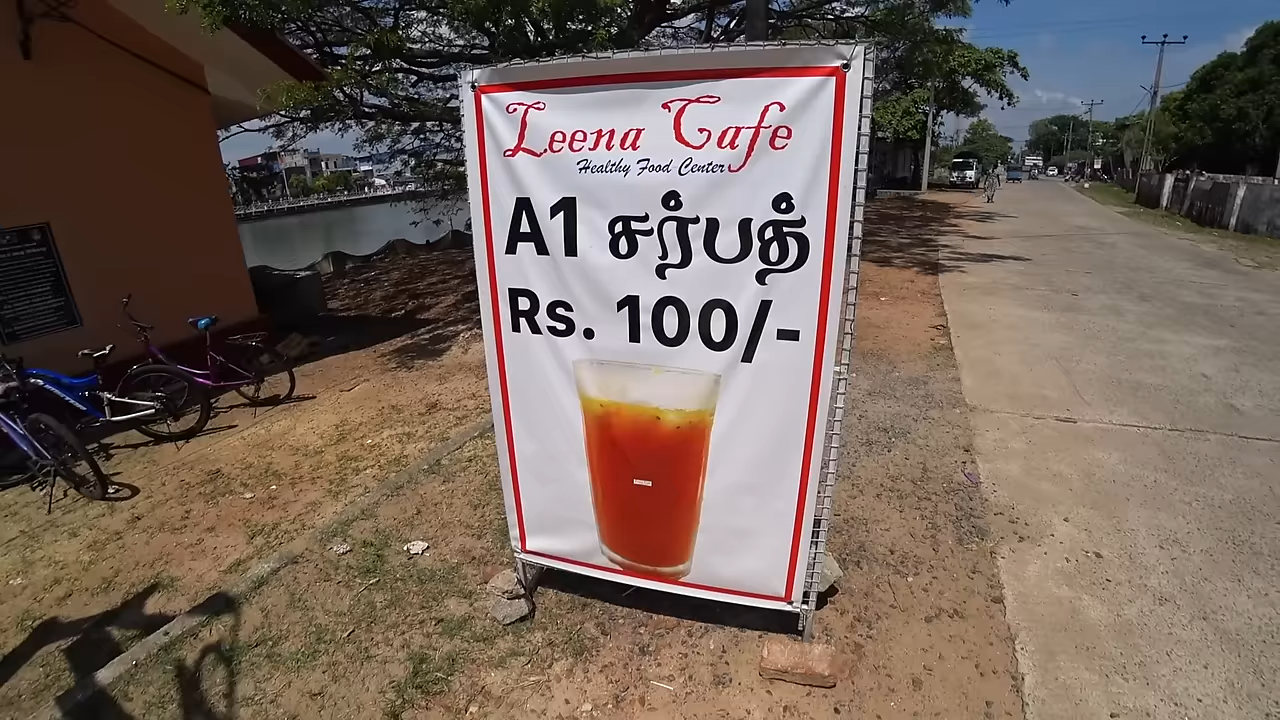 Leena Cafe
Healthy Food Center
A1 சர்பத்
Rs. 100/-